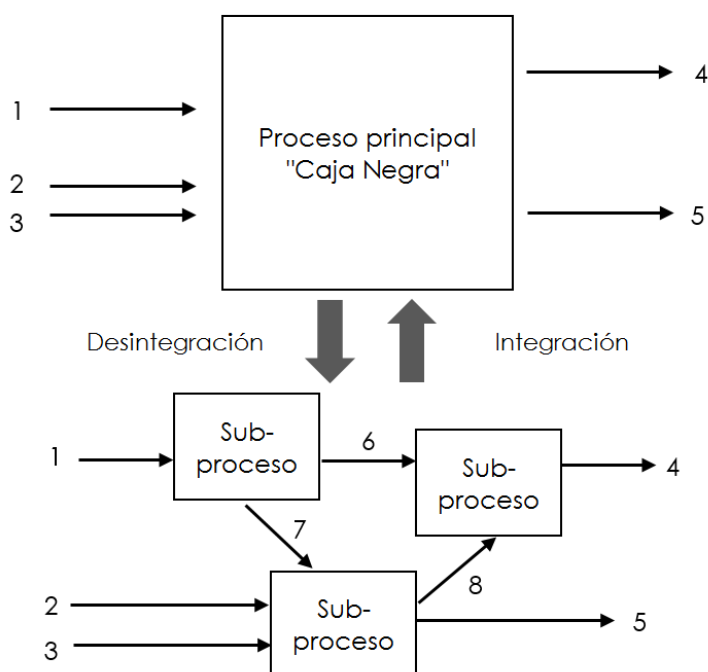 4
1
Proceso principal
"Caja Negra"
2
3
5
Desintegración
Integración
Sub-
proceso
6
1
Sub-
proceso
4
7
8
2
Sub-
proceso
5
3